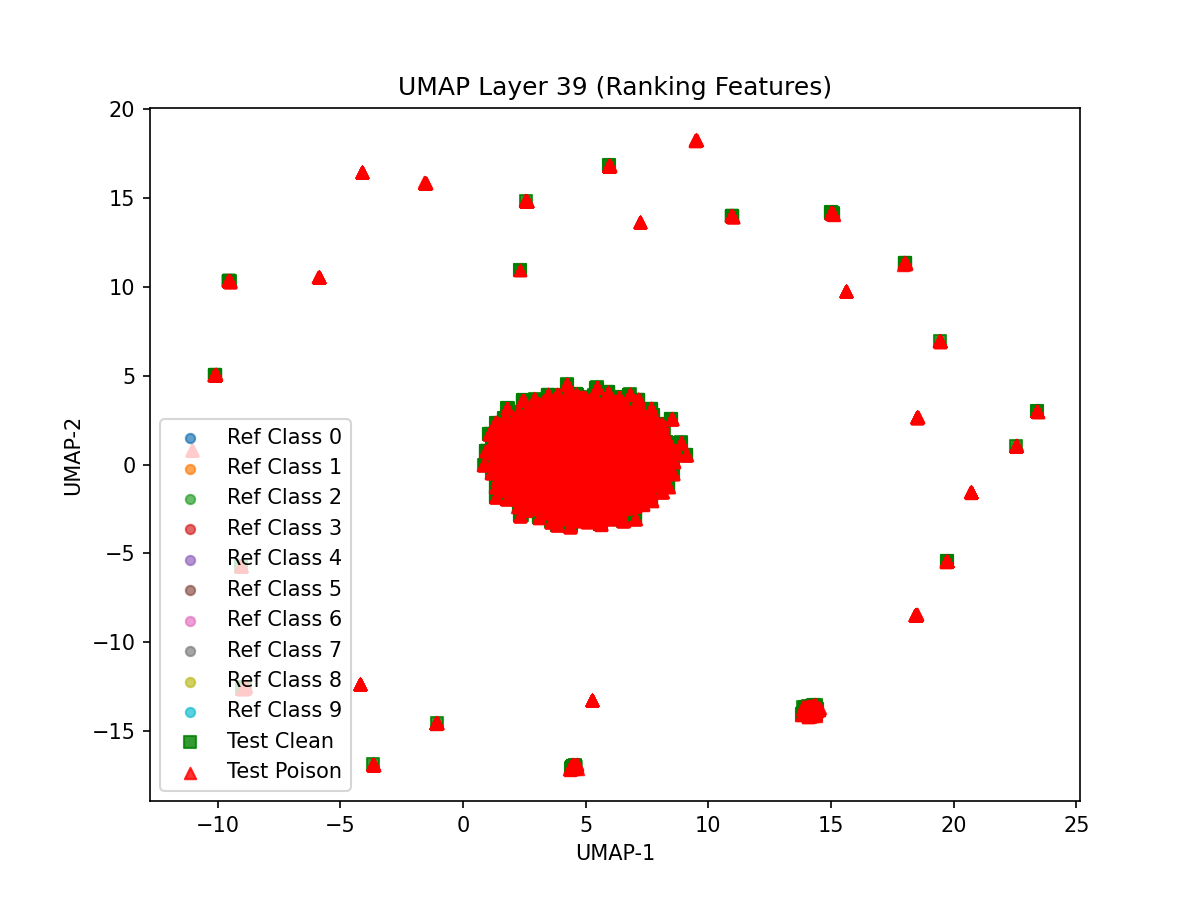 UMAP Layer 39 (Ranking Features)
20
15
10
5
0
−5
−10
−15
UMAP-2
Ref Class 0
Ref Class 1
Ref Class 2
Ref Class 3
Ref Class 4
Ref Class 5
Ref Class 6
Ref Class 7
Ref Class 8
Ref Class 9
Test Clean
Test Poison
−10 −5 0 5 10 15 20 25
UMAP-1